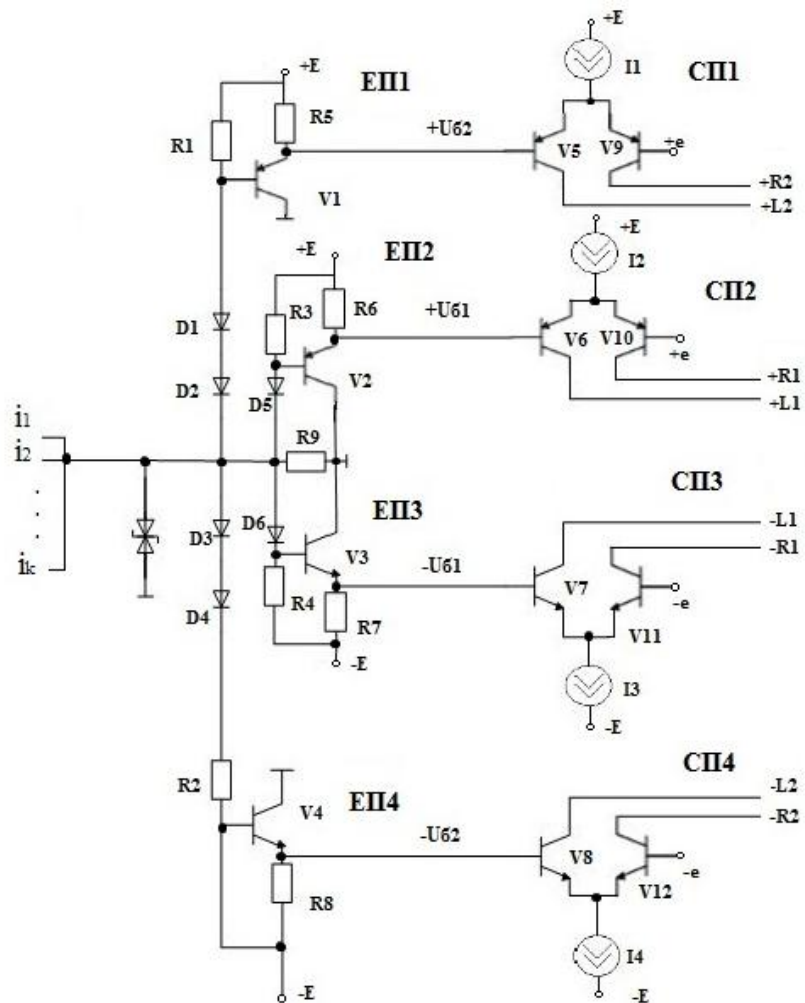 +E
I1
СП1
+E
ЕП1
R5
+Uб2
R1
V5
V9
+e
V1
+R2
+L2
+E
I2
+E
ЕП2
СП2
R3
R6
+Uб1
V6
V10
+e
D1
V2
+R1
D2
D5
+L1
R9
i1
i2
СП3
ЕП3
-L1
D3
D6
-R1
ik
V3
-Uб1
V7
-e
D4
R4
R7
V11
-E
I3
-E
СП4
R2
ЕП4
-L2
V4
-R2
-Uб2
V8
-e
R8
V12
I4
-E
-E